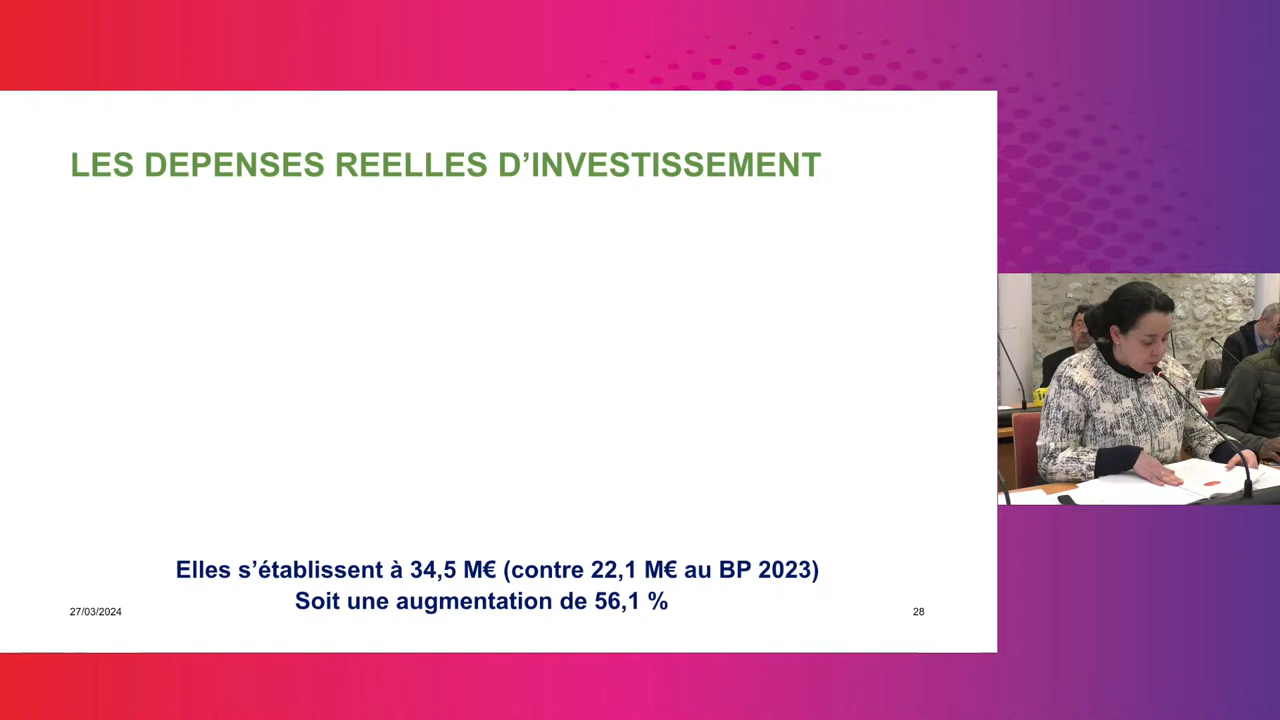 LES DEPENSES REELLES D’INVESTISSEMENT
Elles s’établissent à 34,5 M€ (contre 22,1 M€ au BP 2023)
Soit une augmentation de 56,1 %
27/03/2024
28